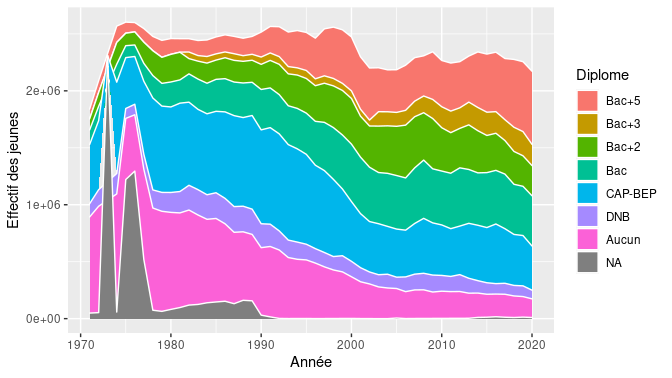 Effectif des jeunes
2e+06
1e+06
0e+00
1970 1980 1990 2000 2010 2020
Année
Diplome
Bac+5
Bac+3
Bac+2
Bac
CAP-BEP
DNB
Aucun
NA